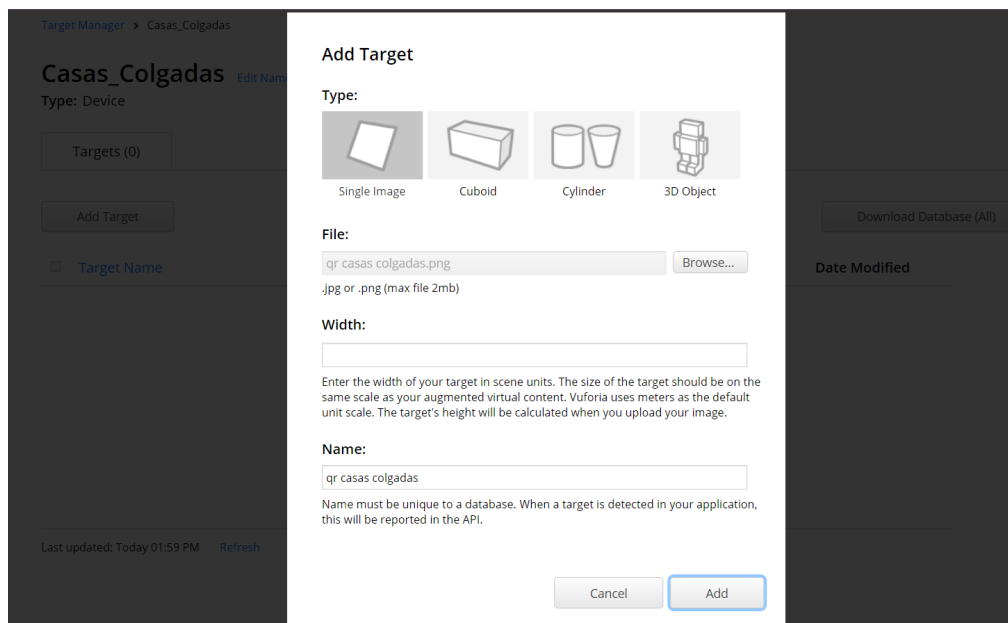 Target Manager > Casas_Colgadas
Casas_Colgadas Edit Nam
Type: Device
Targets (0)
Add Target
Download Database (All)
Target Name
Date Modified
Last updated: Today 01:59 PM Refresh
Add Target
Type:
Single Image Cuboid Cylinder 3D Object
File:
qr casas colgadas.png Browse...
.jpg or .png (max file 2mb)
Width:
Enter the width of your target in scene units. The size of the target should be on the
same scale as your augmented virtual content. Vuforia uses meters as the default
unit scale. The target's height will be calculated when you upload your image.
Name:
qr casas colgadas
Name must be unique to a database. When a target is detected in your application,
this will be reported in the API.
Cancel Add